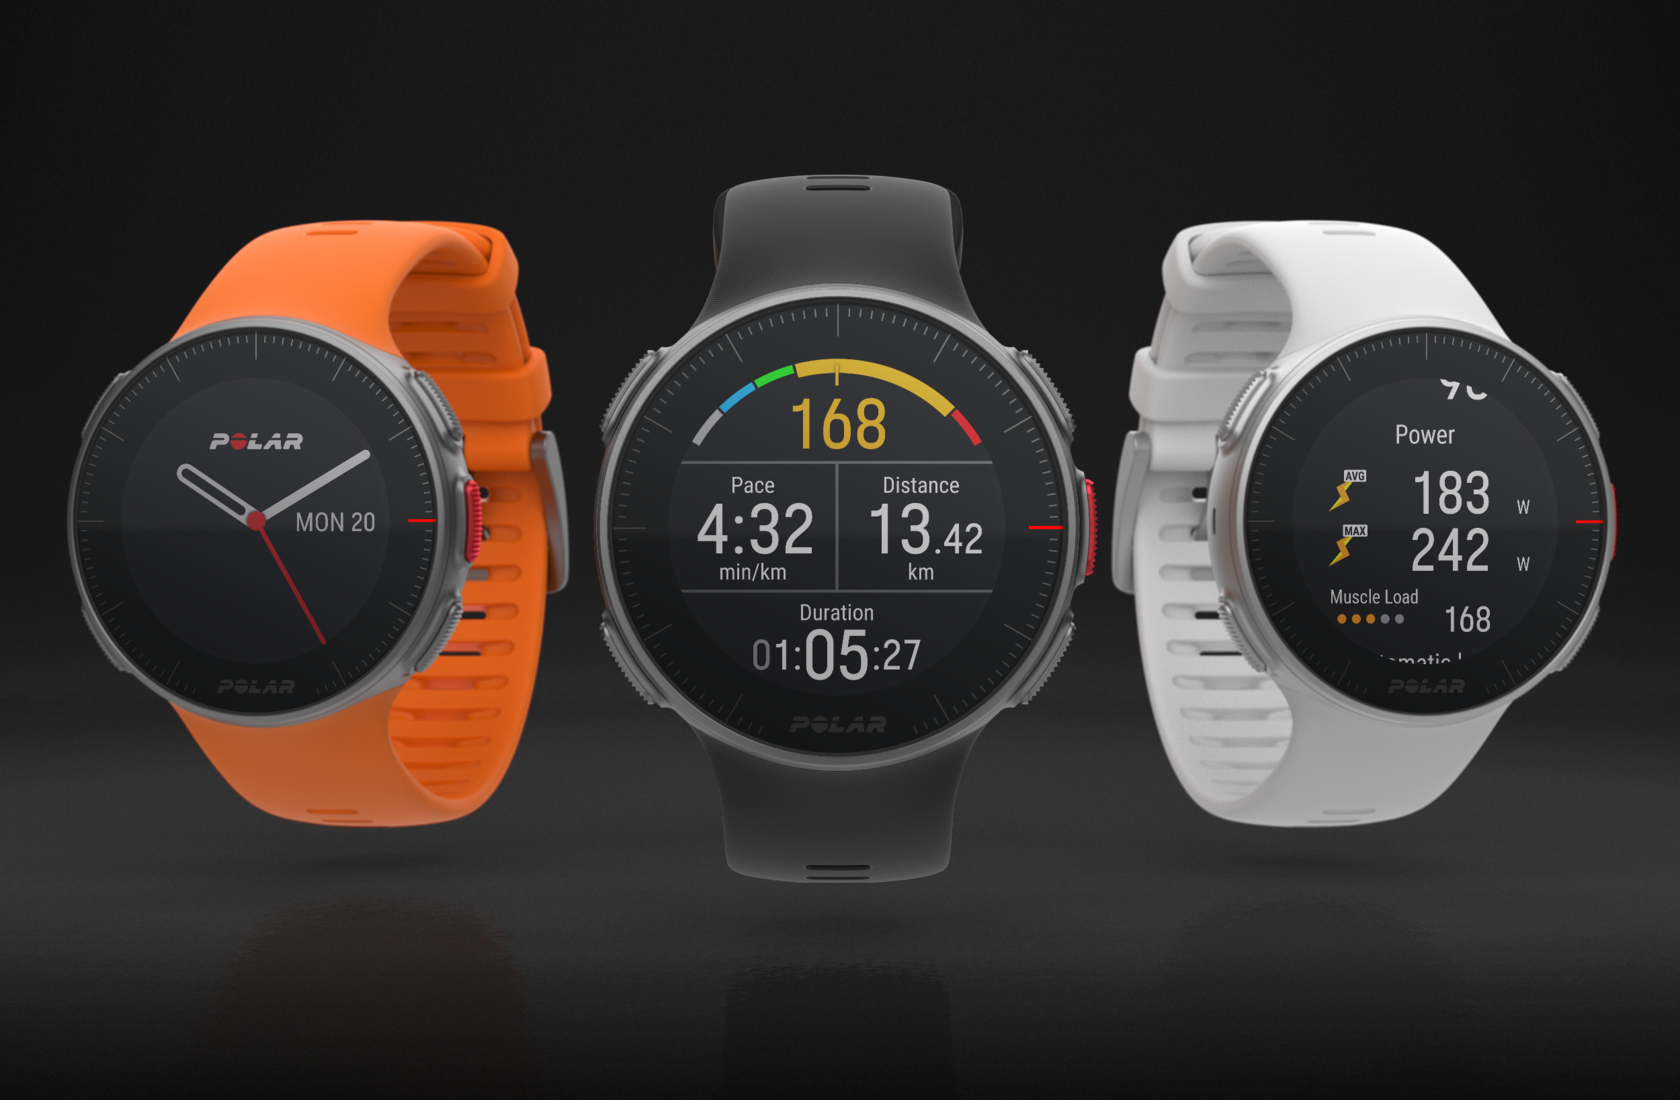 POLAR
MON 20
POLAR
168
Pace
4:32
min/km
Distance
13.42
km
Duration
01:05:27
POLAR
Power
AVG
183 W
MAX
242 W
Muscle Load
168
POLAR